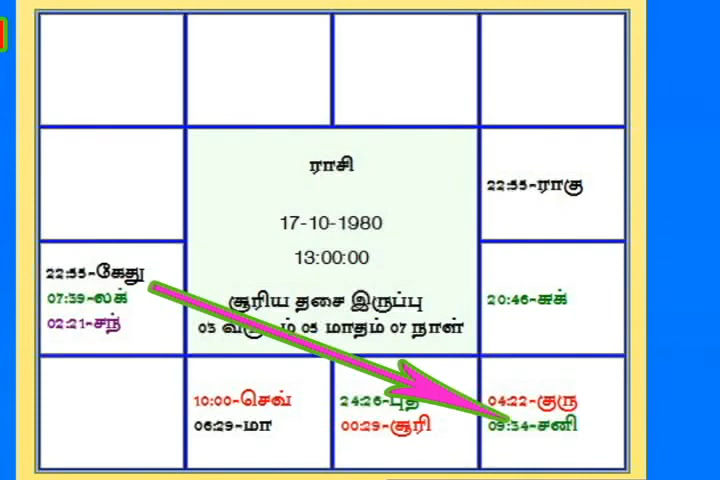 ராசி
17-10-1980
13:00:00
சூரிய தசை இருப்பு
03 வருடம் 05 மாதம் 07 நாள்
22:55-ராகு
22:55-கேது
07:39-லக்
02:21-சந்
20:46-சுக்
10:00-செவ்
06:29-மா
24:26-புத
00:29-சூரி
04:22-குரு
09:34-சனி